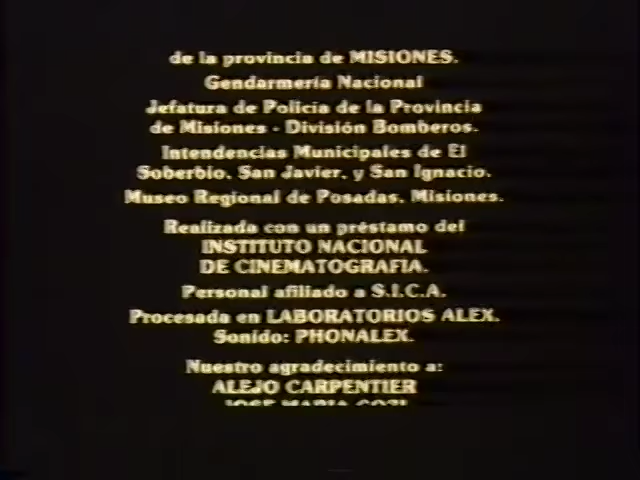 de la provincia de MISIONES.
Gendarmería Nacional
Jefatura de Policía de la Provincia
de Misiones - División Bomberos.
Intendencias Municipales de El
Soberbio, San Javier, y San Ignacio.
Museo Regional de Posadas, Misiones.
Realizada con un préstamo del
INSTITUTO NACIONAL
DE CINEMATOGRAFIA.
Personal afiliado a S.I.C.A.
Procesada en LABORATORIOS ALEX.
Sonido: PHONALEX.
Nuestro agradecimiento a:
ALEJO CARPENTIER
JOSE MARIA